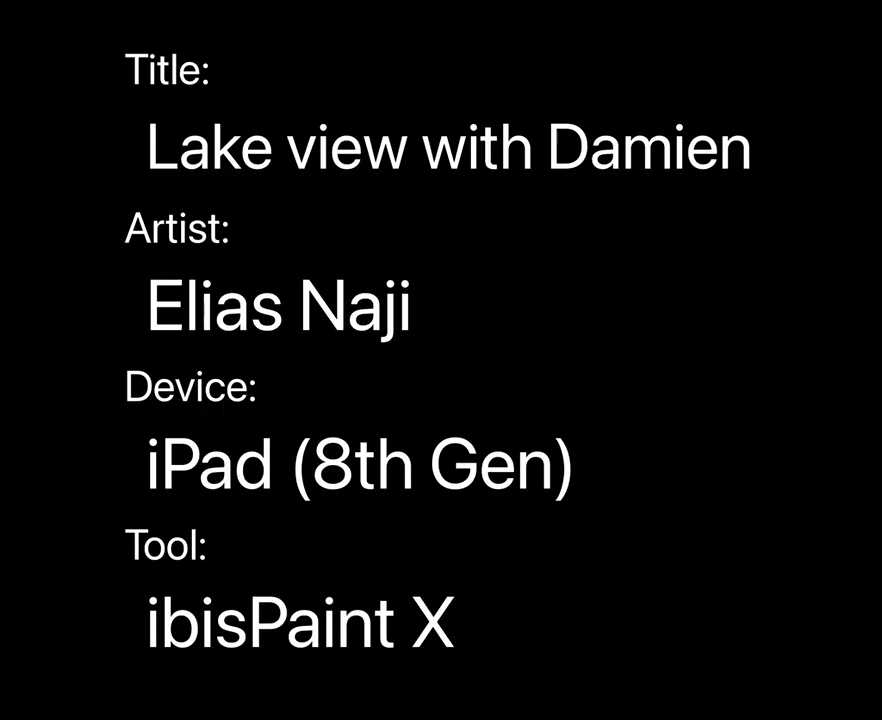 Title:
Lake view with Damien
Artist:
Elias Naji
Device:
iPad (8th Gen)
Tool:
ibisPaint X